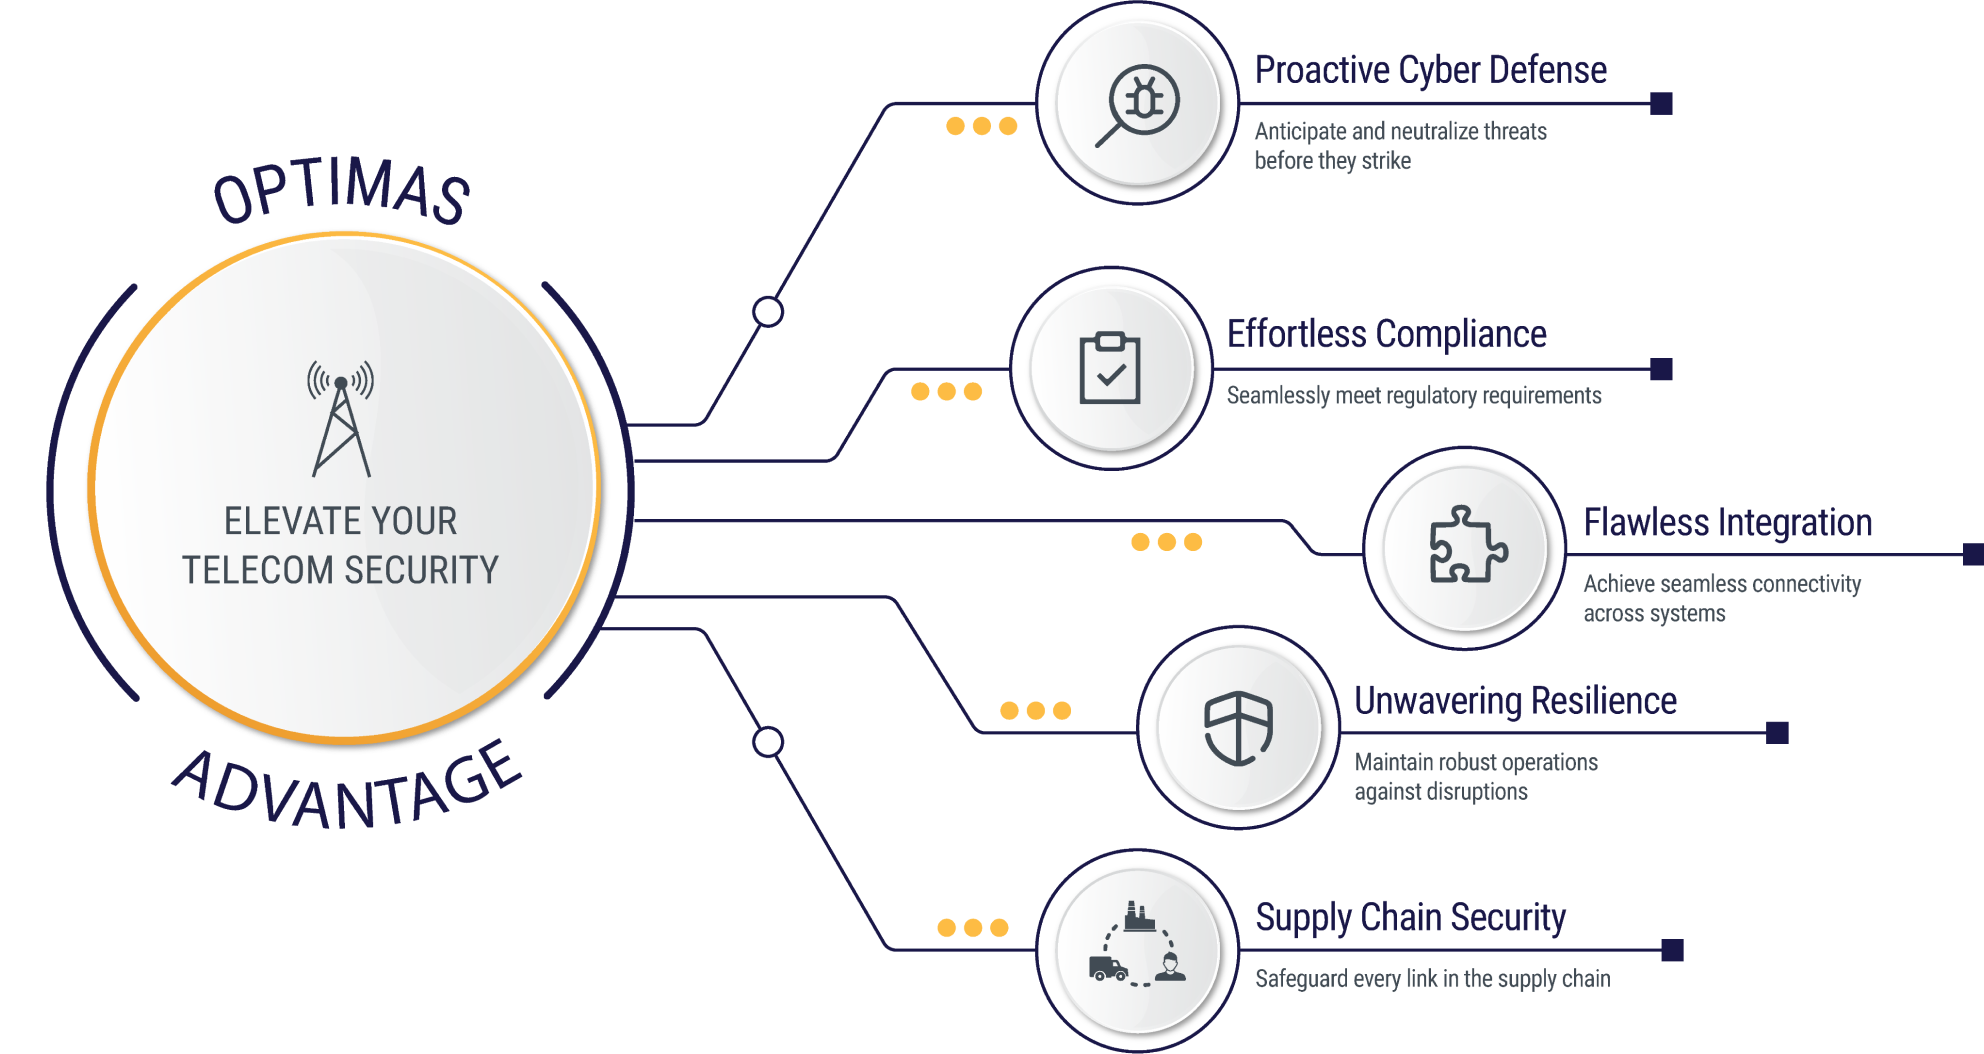 OPTIMAS
ELEVATE YOUR
TELECOM SECURITY
ADVANTAGE
Proactive Cyber Defense
Anticipate and neutralize threats
before they strike
Effortless Compliance
Seamlessly meet regulatory requirements
Flawless Integration
Achieve seamless connectivity
across systems
Unwavering Resilience
Maintain robust operations
against disruptions
Supply Chain Security
Safeguard every link in the supply chain